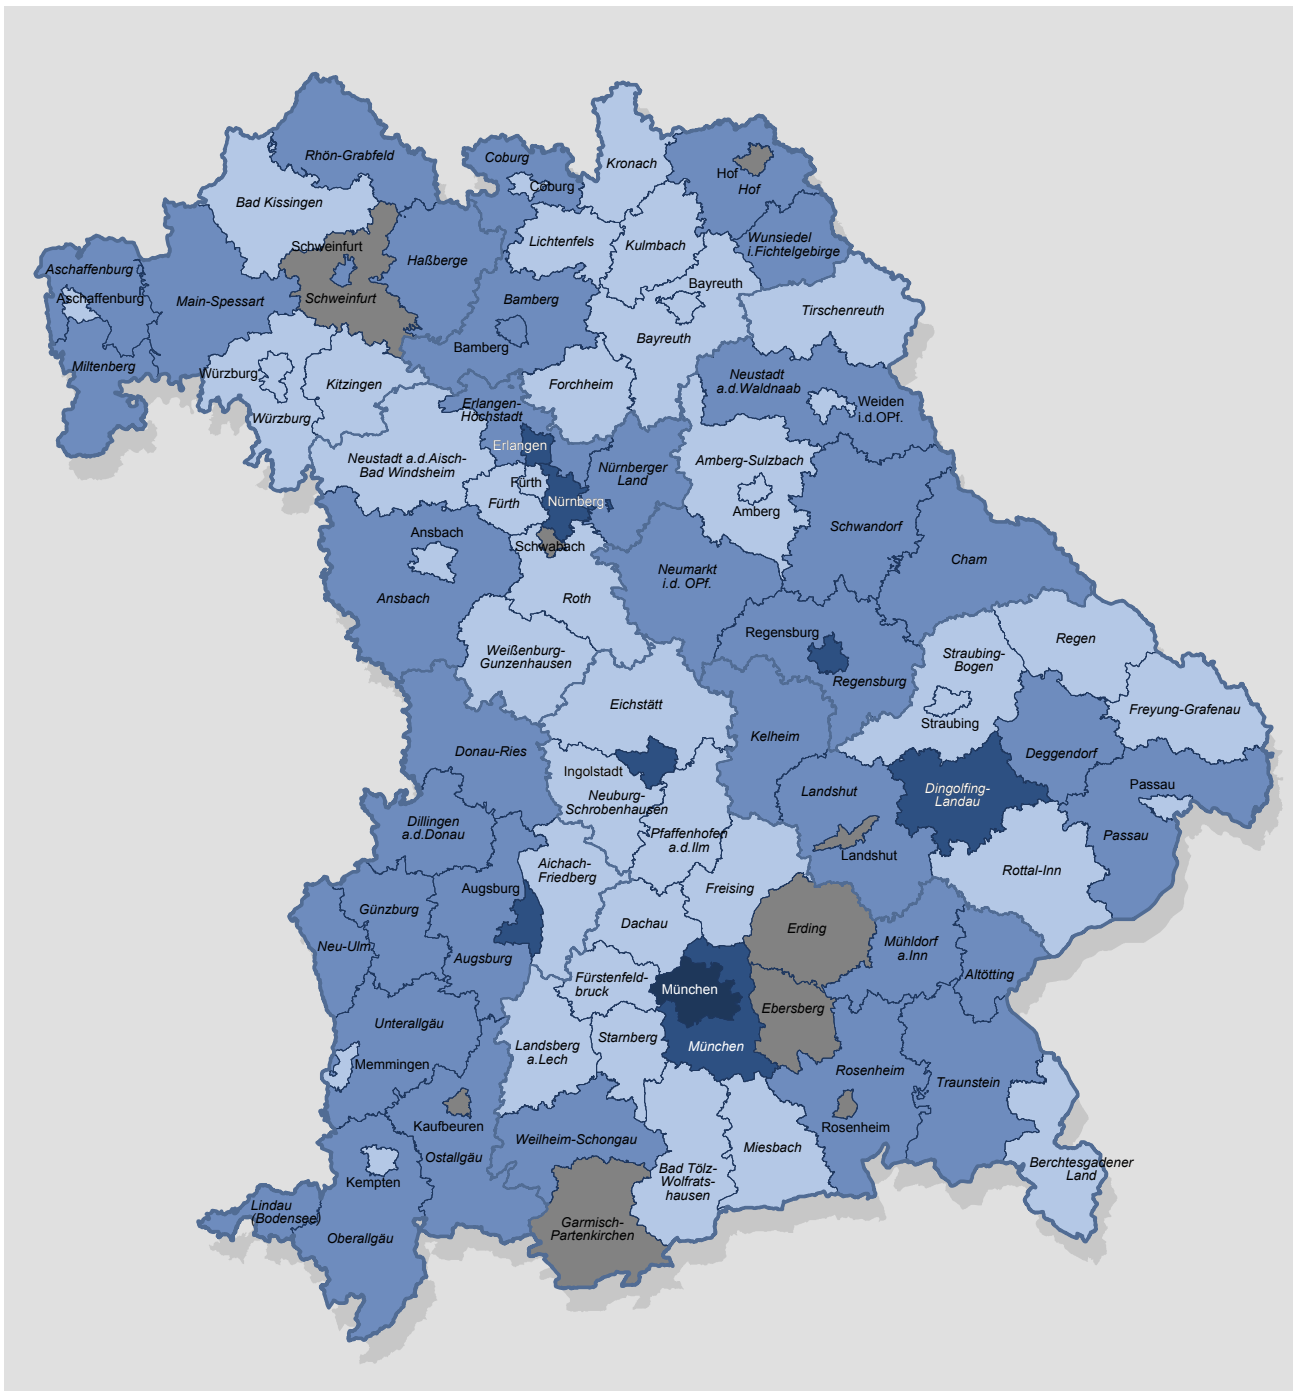 Rhön-Grabfeld
Coburg
Coburg
Kronach
Hof
Hof
Bad Kissingen
Lichtenfels
Kulmbach
Wunsiedel
i.Fichtelgebirge
Schweinfurt
Haßberge
Aschaffenburg
Aschaffenburg
Main-Spessart
Schweinfurt
Bamberg
Bayreuth
Tirschenreuth
Bayreuth
Bamberg
Miltenberg
Würzburg
Kitzingen
Forchheim
Neustadt
a.d.Waldnaab
Weiden
i.d.OPf.
Würzburg
Erlangen-
Höchstadt
Erlangen
Neustadt a.d.Aisch-
Bad Windsheim
Nürnberger
Land
Amberg-Sulzbach
Fürth
Fürth
Nürnberg
Amberg
Schwandorf
Ansbach
Schwabach
Cham
Neumarkt
i.d. OPf.
Ansbach
Roth
Regensburg
Regen
Weißenburg-
Gunzenhausen
Straubing-
Bogen
Regensburg
Eichstätt
Straubing
Freyung-Grafenau
Donau-Ries
Kelheim
Deggendorf
Ingolstadt
Neuburg-
Schrobenhausen
Landshut
Dingolfing-
Landau
Passau
Dillingen
a.d.Donau
Pfaffenhofen
a.d.Ilm
Passau
Landshut
Aichach-
Friedberg
Rottal-Inn
Augsburg
Freising
Günzburg
Dachau
Erding
Neu-Ulm
Augsburg
Mühldorf
a.Inn
Altötting
Fürstenfeld-
bruck
München
Ebersberg
Unterallgäu
Landsberg
a.Lech
Starnberg
München
Memmingen
Rosenheim
Traunstein
Kaufbeuren
Rosenheim
Weilheim-Schongau
Miesbach
Ostallgäu
Berchtesgadener
Land
Kempten
Bad Tölz-
Wolfrats-
hausen
Lindau
(Bodensee)
Oberallgäu
Garmisch-
Partenkirchen